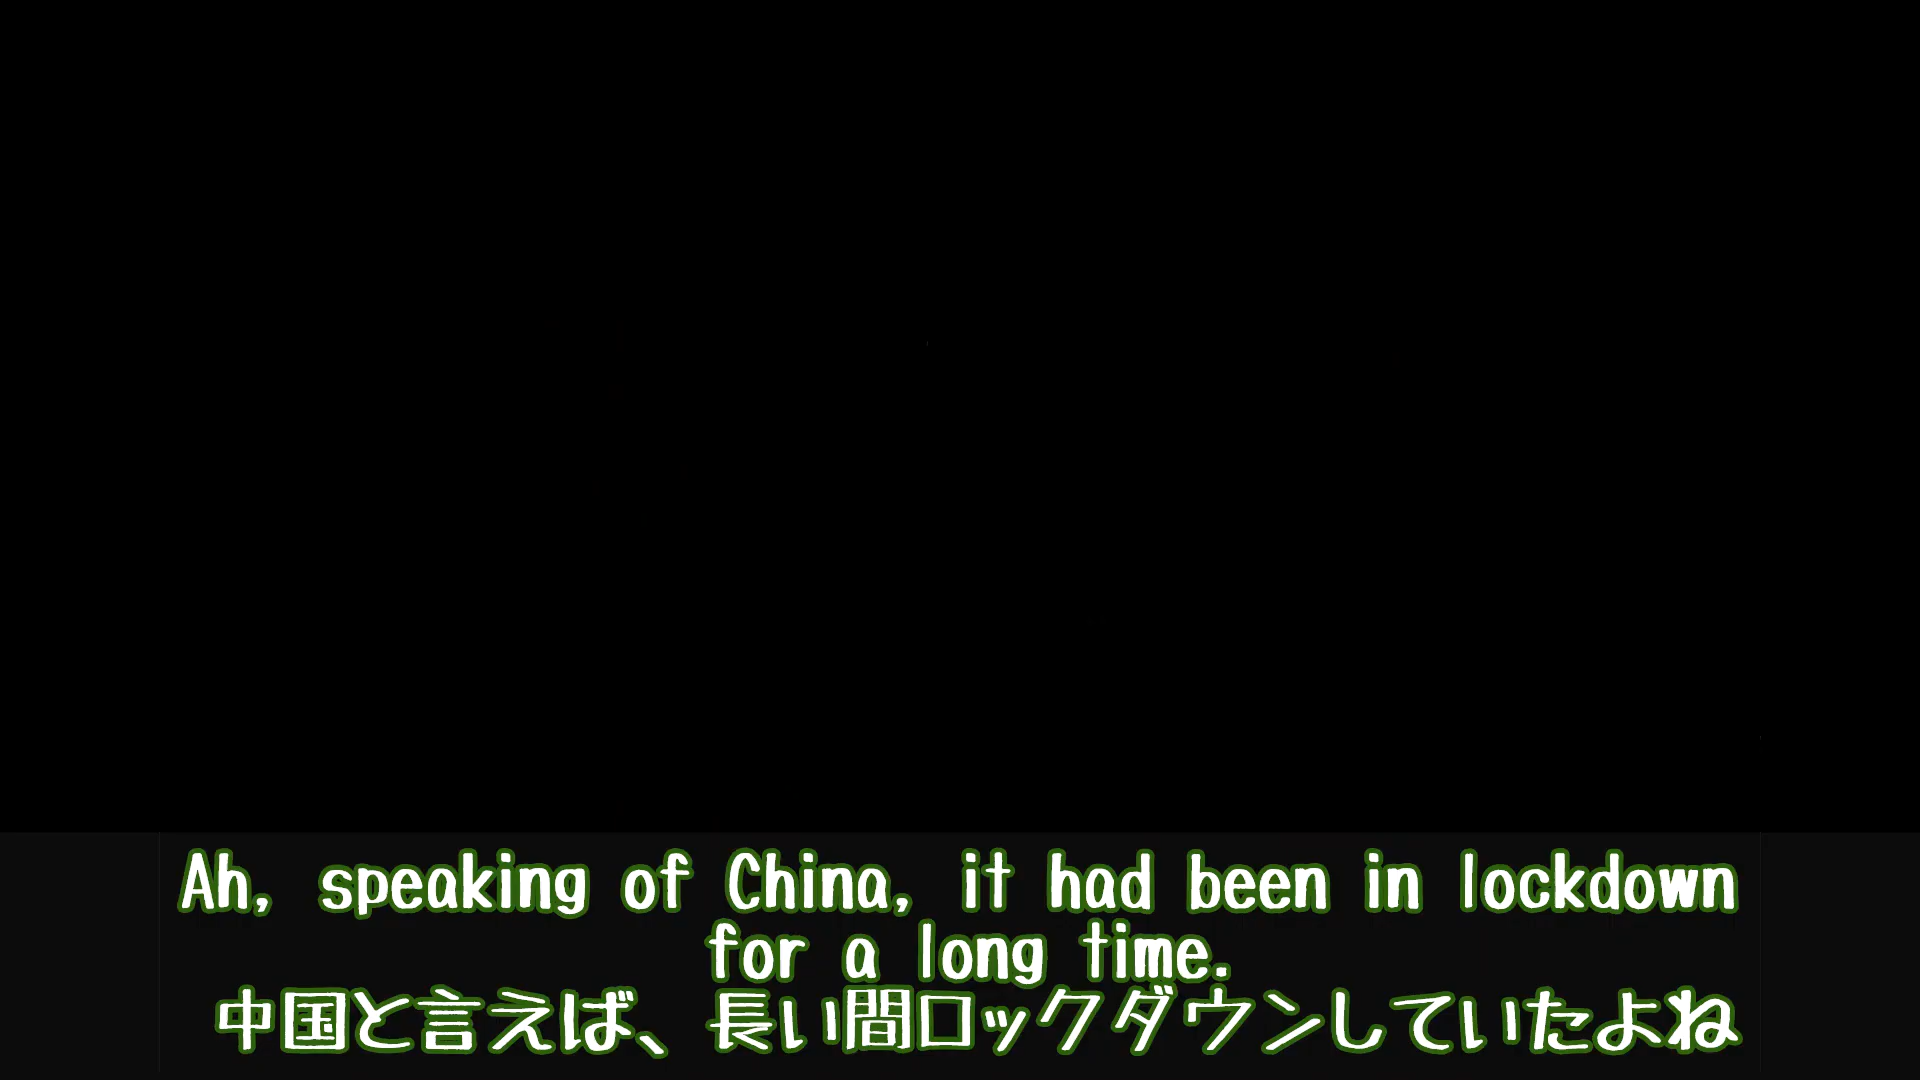 Ah, speaking of China, it had been in lockdown
for a long time.
中国と言えば、長い間ロックダウンしていたよね